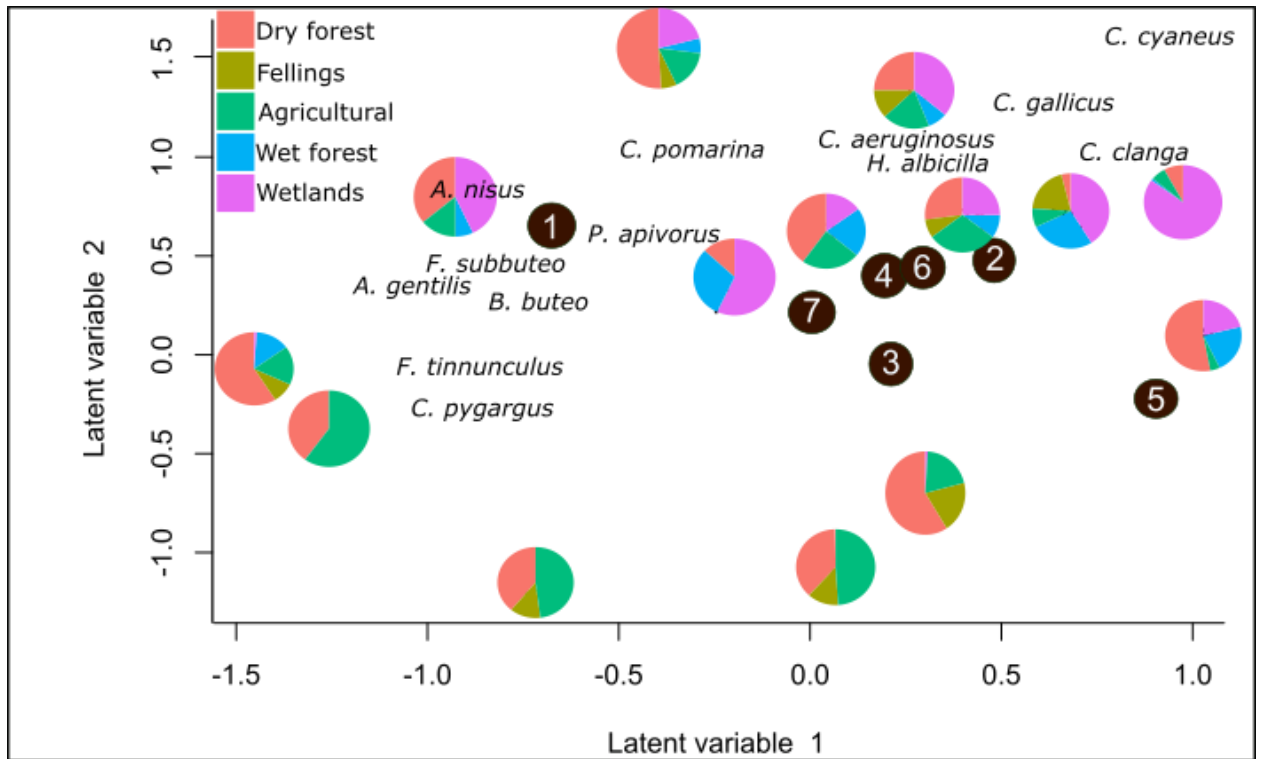 Dry forest
Fellings
Agricultural
Wet forest
Wetlands
C. cyaneus
C. gallicus
C. aeruginosus
C. pomarina
H. albicilla
C. clanga
A. nisus
1
P. apivorus
F. subbuteo
A. gentilis
B. buteo
4
6
2
7
3
5
F. tinnunculus
C. pygargus
Latent variable 2
1.5
1.0
0.5
0.0
-0.5
-1.0
-1.5
-1.0
-0.5
0.0
0.5
1.0
Latent variable 1